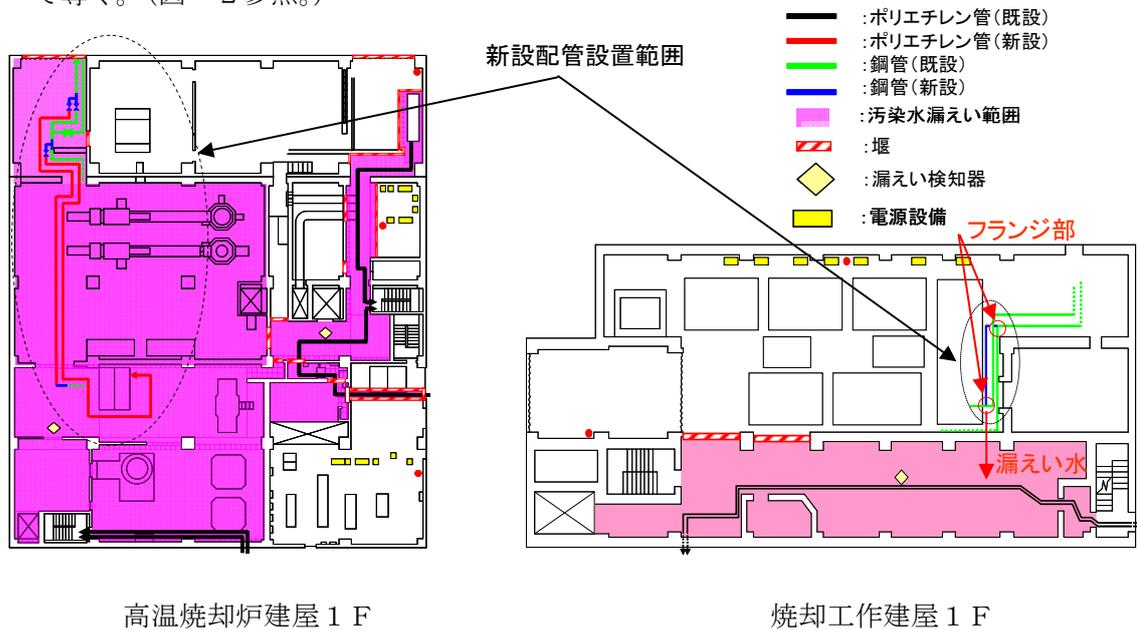 て導く。（図－２参照。）
：ポリエチレン管（既設）
：ポリエチレン管（新設）
：鋼管（既設）
：鋼管（新設）
：汚染水漏えい範囲
：堰
：漏えい検知器
：電源設備
新設配管設置範囲
フランジ部
漏えい水
高温焼却炉建屋１Ｆ
焼却工作建屋１Ｆ